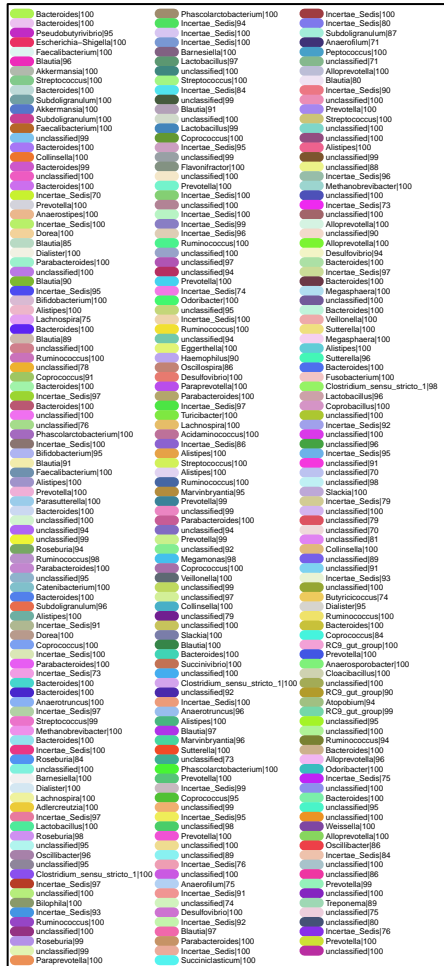 Bacteroides|100
Bacteroides|100
Pseudobutyrivibrio|95
Escherichia−Shigella|100
Faecalibacterium|100
Blautia|96
Akkermansia|100
Streptococcus|100
Bacteroides|100
Subdoligranulum|100
Akkermansia|100
Subdoligranulum|100
Faecalibacterium|100
unclassified|99
Bacteroides|100
Collinsella|100
Bacteroides|99
unclassified|100
Bacteroides|100
Incertae_Sedis|70
Prevotella|100
Anaerostipes|100
Incertae_Sedis|100
Dorea|100
Blautia|85
Dialister|100
Parabacteroides|100
unclassified|100
Blautia|90
Incertae_Sedis|95
Bifidobacterium|100
Alistipes|100
Lachnospira|75
Bacteroides|100
Blautia|89
unclassified|100
Ruminococcus|100
unclassified|78
Coprococcus|91
Bacteroides|100
Incertae_Sedis|97
Bacteroides|100
unclassified|100
unclassified|76
Phascolarctobacterium|100
Incertae_Sedis|100
Bifidobacterium|95
Blautia|91
Faecalibacterium|100
Alistipes|100
Prevotella|100
Parasutterella|100
Bacteroides|100
unclassified|100
unclassified|94
unclassified|99
Roseburia|94
Ruminococcus|98
Parabacteroides|100
unclassified|95
Catenibacterium|100
Bacteroides|100
Subdoligranulum|96
Alistipes|100
Incertae_Sedis|91
Dorea|100
Coprococcus|100
Incertae_Sedis|100
Parabacteroides|100
Incertae_Sedis|73
Bacteroides|100
Bacteroides|100
Anaerotruncus|100
Incertae_Sedis|97
Streptococcus|99
Methanobrevibacter|100
Bacteroides|100
Incertae_Sedis|100
Roseburia|84
unclassified|100
Barnesiella|100
Dialister|100
Lachnospira|100
Adlercreutzia|100
Incertae_Sedis|97
Lactobacillus|100
Roseburia|98
unclassified|95
Oscillibacter|96
unclassified|95
Clostridium_sensu_stricto_1|100
Incertae_Sedis|97
unclassified|100
Bilophila|100
Incertae_Sedis|93
Ruminococcus|100
unclassified|100
Roseburia|99
unclassified|99
Paraprevotella|100
Phascolarctobacterium|100
Incertae_Sedis|94
Incertae_Sedis|100
Incertae_Sedis|100
Barnesiella|100
Lactobacillus|97
unclassified|100
Streptococcus|100
Incertae_Sedis|84
unclassified|99
Blautia|91
unclassified|100
Lactobacillus|99
Coprococcus|100
Incertae_Sedis|95
unclassified|99
Flavonifractor|100
unclassified|100
Prevotella|100
Incertae_Sedis|100
unclassified|100
Incertae_Sedis|100
Incertae_Sedis|99
Incertae_Sedis|96
Ruminococcus|100
unclassified|100
unclassified|97
unclassified|94
Prevotella|100
Incertae_Sedis|74
Odoribacter|100
unclassified|95
Incertae_Sedis|100
Ruminococcus|100
unclassified|94
Eggerthella|100
Haemophilus|90
Oscillospira|86
Desulfovibrio|100
Paraprevotella|100
Parabacteroides|100
Incertae_Sedis|97
Turicibacter|100
Lachnospira|100
Acidaminococcus|100
Incertae_Sedis|86
Alistipes|100
Streptococcus|100
Alistipes|100
Ruminococcus|100
Marvinbryantia|95
Prevotella|99
unclassified|99
Parabacteroides|100
unclassified|94
Prevotella|99
unclassified|92
Megamonas|98
Coprococcus|100
Veillonella|100
unclassified|99
unclassified|97
Collinsella|100
unclassified|79
unclassified|100
Slackia|100
Blautia|100
Bacteroides|100
Succinivibrio|100
unclassified|100
Clostridium_sensu_stricto_1|100
unclassified|92
Incertae_Sedis|100
Anaerotruncus|96
Alistipes|100
Blautia|97
Marvinbryantia|96
Sutterella|100
unclassified|73
Phascolarctobacterium|100
Prevotella|100
Incertae_Sedis|99
Coprococcus|95
unclassified|99
Incertae_Sedis|95
unclassified|98
Prevotella|100
unclassified|100
unclassified|89
Incertae_Sedis|76
unclassified|100
Anaerofilum|75
Incertae_Sedis|91
unclassified|74
Desulfovibrio|100
Incertae_Sedis|92
Blautia|97
Parabacteroides|100
Incertae_Sedis|100
Succiniclasticum|100
Incertae_Sedis|100
Incertae_Sedis|80
Subdoligranulum|87
Anaerofilum|71
Peptococcus|100
unclassified|71
Alloprevotella|100
Blautia|80
Incertae_Sedis|90
unclassified|100
Prevotella|100
Streptococcus|100
unclassified|100
unclassified|100
Alistipes|100
unclassified|99
unclassified|88
Incertae_Sedis|96
Methanobrevibacter|100
unclassified|100
Incertae_Sedis|73
unclassified|100
Alloprevotella|100
unclassified|90
Alloprevotella|100
Desulfovibrio|94
Bacteroides|100
Incertae_Sedis|97
Bacteroides|100
Megasphaera|100
unclassified|100
Bacteroides|100
Veillonella|100
Sutterella|100
Megasphaera|100
Alistipes|100
Sutterella|96
Bacteroides|100
Fusobacterium|100
Clostridium_sensu_stricto_1|98
Lactobacillus|96
Coprobacillus|100
unclassified|100
Incertae_Sedis|92
unclassified|100
unclassified|96
Incertae_Sedis|95
unclassified|91
unclassified|70
unclassified|98
Slackia|100
Incertae_Sedis|79
unclassified|100
unclassified|79
unclassified|70
unclassified|81
Collinsella|100
unclassified|89
unclassified|91
Incertae_Sedis|93
unclassified|100
Butyricicoccus|74
Dialister|95
Ruminococcus|100
Bacteroides|100
Coprococcus|84
RC9_gut_group|100
Prevotella|100
Anaerosporobacter|100
Cloacibacillus|100
unclassified|100
RC9_gut_group|90
Atopobium|94
RC9_gut_group|99
unclassified|95
unclassified|100
Ruminococcus|94
Bacteroides|100
Alloprevotella|96
Odoribacter|100
Incertae_Sedis|75
unclassified|100
Bacteroides|100
unclassified|95
unclassified|100
Weissella|100
Alloprevotella|100
Oscillibacter|86
Incertae_Sedis|84
unclassified|100
unclassified|86
Prevotella|99
unclassified|100
Treponema|89
unclassified|75
unclassified|80
Incertae_Sedis|76
Prevotella|100
unclassified|100